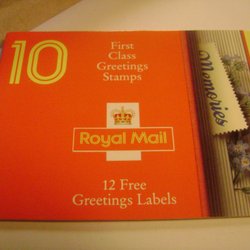 10
First
Class
Greetings
Stamps
Memories
Royal Mail
12 Free
Greetings Labels